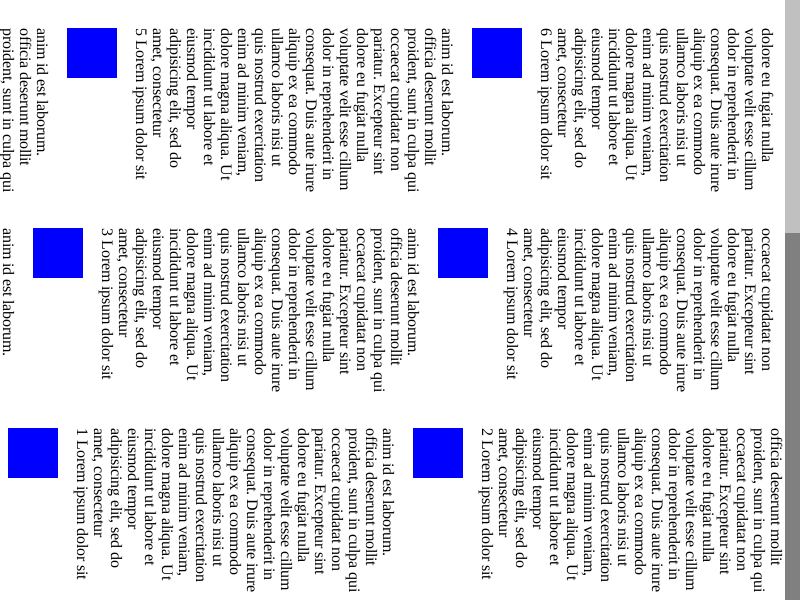 1 Lorem ipsum dolor sit
amet, consectetur
adipisicing elit, sed do
eiusmod tempor
incididunt ut labore et
dolore magna aliqua. Ut
enim ad minim veniam,
quis nostrud exercitation
ullamco laboris nisi ut
aliquip ex ea commodo
consequat. Duis aute irure
dolor in reprehenderit in
voluptate velit esse cillum
dolore eu fugiat nulla
pariatur. Excepteur sint
occaecat cupidatat non
proident, sunt in culpa qui
officia deserunt mollit
anim id est laborum.
2 Lorem ipsum dolor sit
amet, consectetur
adipisicing elit, sed do
eiusmod tempor
incididunt ut labore et
dolore magna aliqua. Ut
enim ad minim veniam,
quis nostrud exercitation
ullamco laboris nisi ut
aliquip ex ea commodo
consequat. Duis aute irure
dolor in reprehenderit in
voluptate velit esse cillum
dolore eu fugiat nulla
pariatur. Excepteur sint
occaecat cupidatat non
proident, sunt in culpa qui
officia deserunt mollit
anim id est laborum.
3 Lorem ipsum dolor sit
amet, consectetur
adipisicing elit, sed do
eiusmod tempor
incididunt ut labore et
dolore magna aliqua. Ut
enim ad minim veniam,
quis nostrud exercitation
ullamco laboris nisi ut
aliquip ex ea commodo
consequat. Duis aute irure
dolor in reprehenderit in
voluptate velit esse cillum
dolore eu fugiat nulla
pariatur. Excepteur sint
occaecat cupidatat non
proident, sunt in culpa qui
officia deserunt mollit
anim id est laborum.
4 Lorem ipsum dolor sit
amet, consectetur
adipisicing elit, sed do
eiusmod tempor
incididunt ut labore et
dolore magna aliqua. Ut
enim ad minim veniam,
quis nostrud exercitation
ullamco laboris nisi ut
aliquip ex ea commodo
consequat. Duis aute irure
dolor in reprehenderit in
voluptate velit esse cillum
dolore eu fugiat nulla
pariatur. Excepteur sint
occaecat cupidatat non
proident, sunt in culpa qui
officia deserunt mollit
anim id est laborum.
5 Lorem ipsum dolor sit
amet, consectetur
adipisicing elit, sed do
eiusmod tempor
incididunt ut labore et
dolore magna aliqua. Ut
enim ad minim veniam,
quis nostrud exercitation
ullamco laboris nisi ut
aliquip ex ea commodo
consequat. Duis aute irure
dolor in reprehenderit in
voluptate velit esse cillum
dolore eu fugiat nulla
pariatur. Excepteur sint
occaecat cupidatat non
proident, sunt in culpa qui
officia deserunt mollit
anim id est laborum.
6 Lorem ipsum dolor sit
amet, consectetur
adipisicing elit, sed do
eiusmod tempor
incididunt ut labore et
dolore magna aliqua. Ut
enim ad minim veniam,
quis nostrud exercitation
ullamco laboris nisi ut
aliquip ex ea commodo
consequat. Duis aute irure
dolor in reprehenderit in
voluptate velit esse cillum
dolore eu fugiat nulla